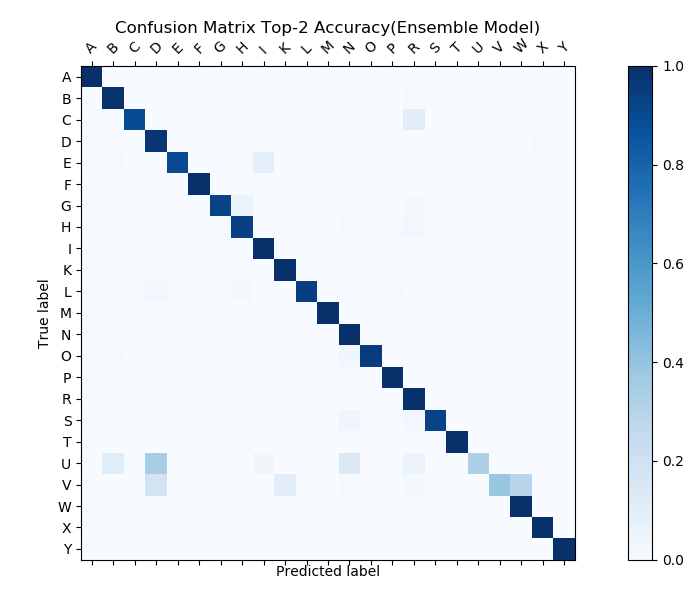 Confusion Matrix Top-2 Accuracy(Ensemble Model)
A B C D E F G H I K L M N O P R S T U V W X Y
A
B
C
D
E
F
G
H
I
K
L
M
N
O
P
R
S
T
U
V
W
X
Y
True label
Predicted label
1.0
0.8
0.6
0.4
0.2
0.0